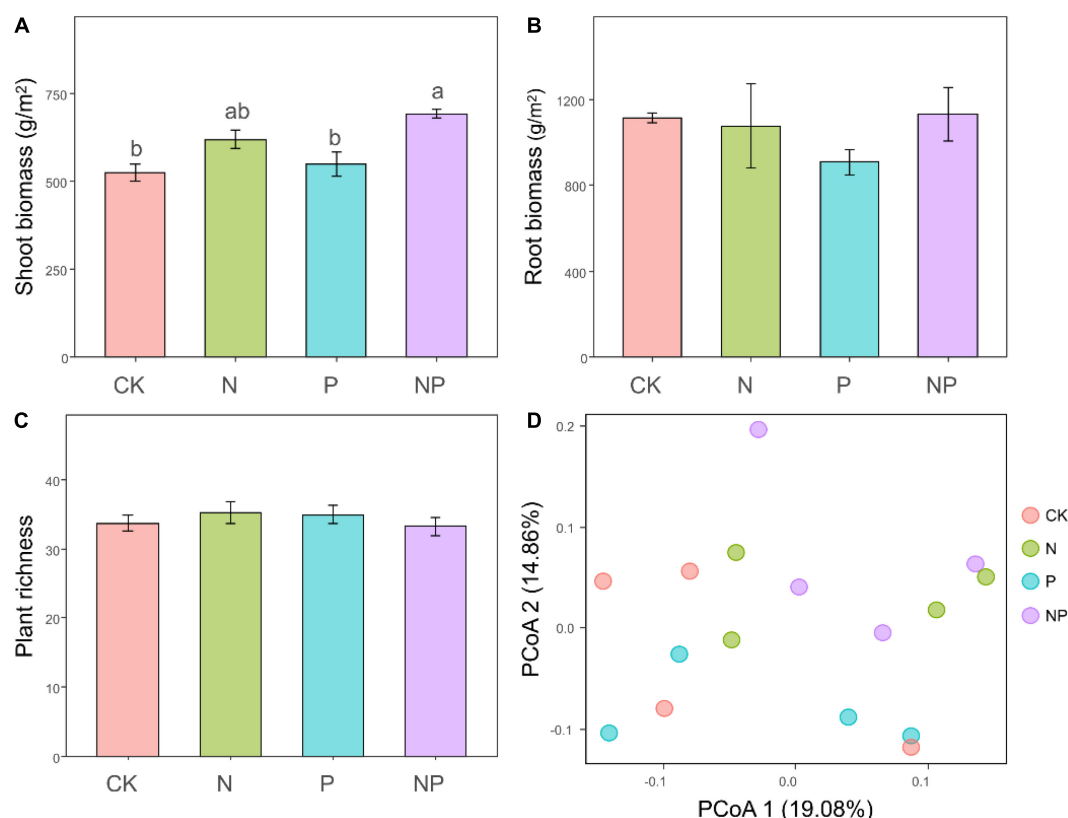 A
Shoot biomass (g/m²)
750
500
250
0
b
ab
b
a
CK N P NP
B
Root biomass (g/m²)
1200
800
400
0
CK N P NP
C
Plant richness
40
30
20
10
0
CK N P NP
D
PCoA 2 (14.86%)
0.2
0.1
0.0
-0.1
-0.1 0.0 0.1
PCoA 1 (19.08%)
CK
N
P
NP